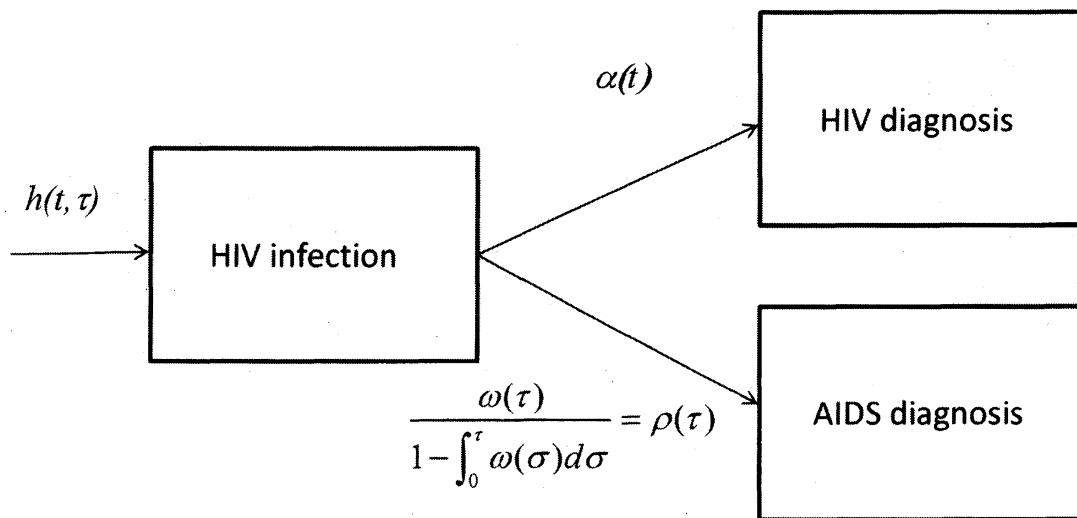 α(t)
HIV diagnosis
h(t, τ)
HIV infection
ω(τ) / (1 − ∫₀^τ ω(σ)dσ) = ρ(τ)
AIDS diagnosis